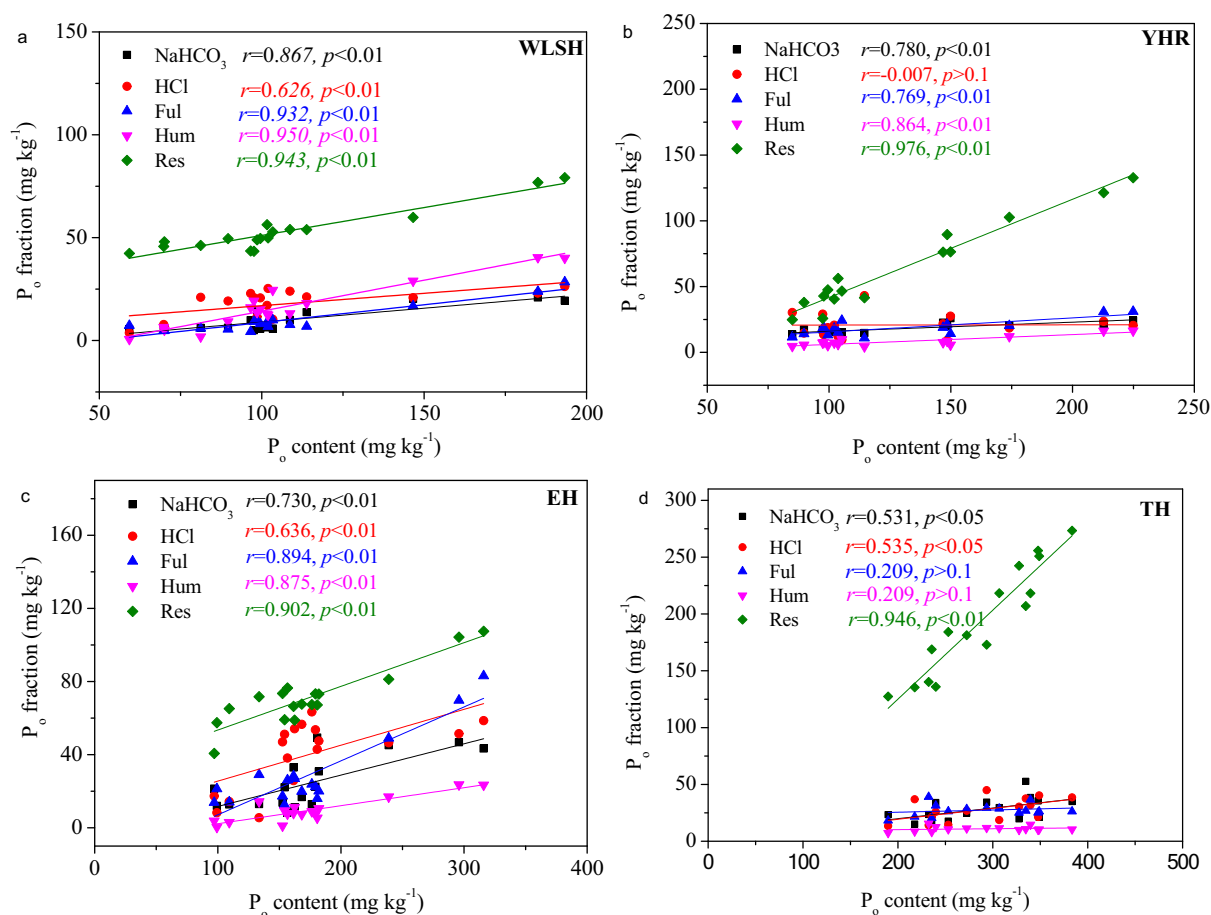 a
WLSH
150
100
50
0
NaHCO₃ r=0.867, p<0.01
HCl r=0.626, p<0.01
Ful r=0.932, p<0.01
Hum r=0.950, p<0.01
Res r=0.943, p<0.01
Pₒ fraction (mg kg⁻¹)
50 100 150 200
Pₒ content (mg kg⁻¹)
b
YHR
250
200
150
100
50
0
-50
NaHCO3 r=0.780, p<0.01
HCl r=-0.007, p>0.1
Ful r=0.769, p<0.01
Hum r=0.864, p<0.01
Res r=0.976, p<0.01
Pₒ fraction (mg kg⁻¹)
50 100 150 200 250
Pₒ content (mg kg⁻¹)
c
EH
180
120
60
0
NaHCO₃ r=0.730, p<0.01
HCl r=0.636, p<0.01
Ful r=0.894, p<0.01
Hum r=0.875, p<0.01
Res r=0.902, p<0.01
Pₒ fraction (mg kg⁻¹)
0 100 200 300 400
Pₒ content (mg kg⁻¹)
d
TH
300
250
200
150
100
50
0
NaHCO₃ r=0.531, p<0.05
HCl r=0.535, p<0.05
Ful r=0.209, p>0.1
Hum r=0.209, p>0.1
Res r=0.946, p<0.01
Pₒ fraction (mg kg⁻¹)
0 100 200 300 400 500
Pₒ content (mg kg⁻¹)